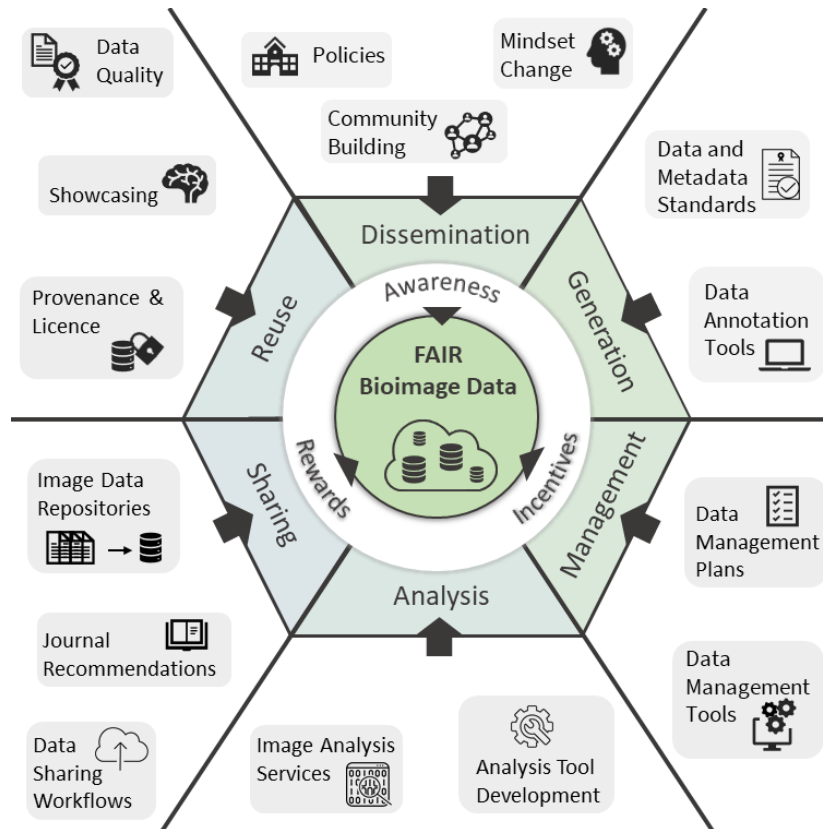 Data
Quality
Policies
Mindset
Change
Community
Building
Data and
Metadata
Standards
Showcasing
Dissemination
Awareness
Provenance &
Licence
Reuse
Generation
Data
Annotation
Tools
FAIR
Bioimage Data
Rewards
Incentives
Image Data
Repositories
Sharing
Management
Data
Management
Plans
Analysis
Journal
Recommendations
Data
Management
Tools
Data
Sharing
Workflows
Image Analysis
Services
Analysis Tool
Development